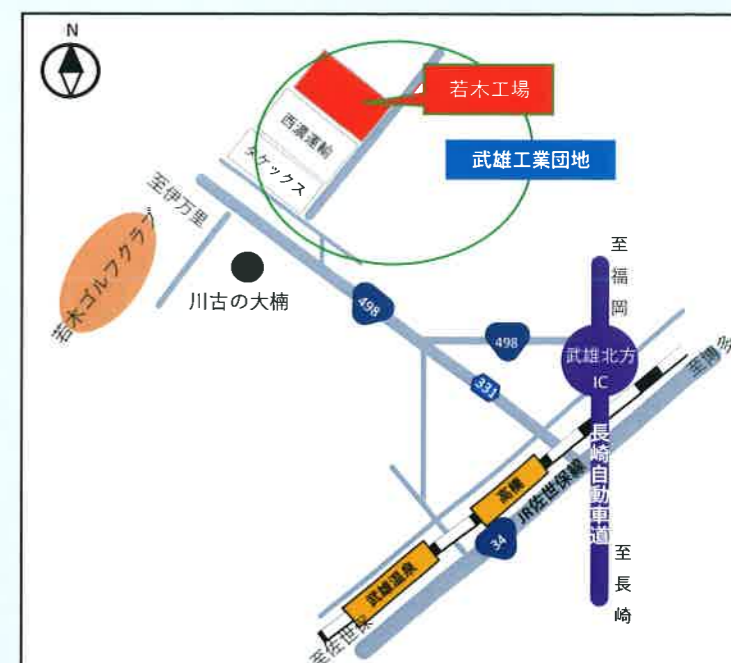 N
若木工場
西濃運輸
武雄工業団地
タケックス
至伊万里
若木ゴルフクラブ
川古の大楠
至福岡
498
498
武雄北方
IC
331
至博多
長崎自動車道
高橋
JR佐世保線
34
武雄温泉
至長崎
至佐世保